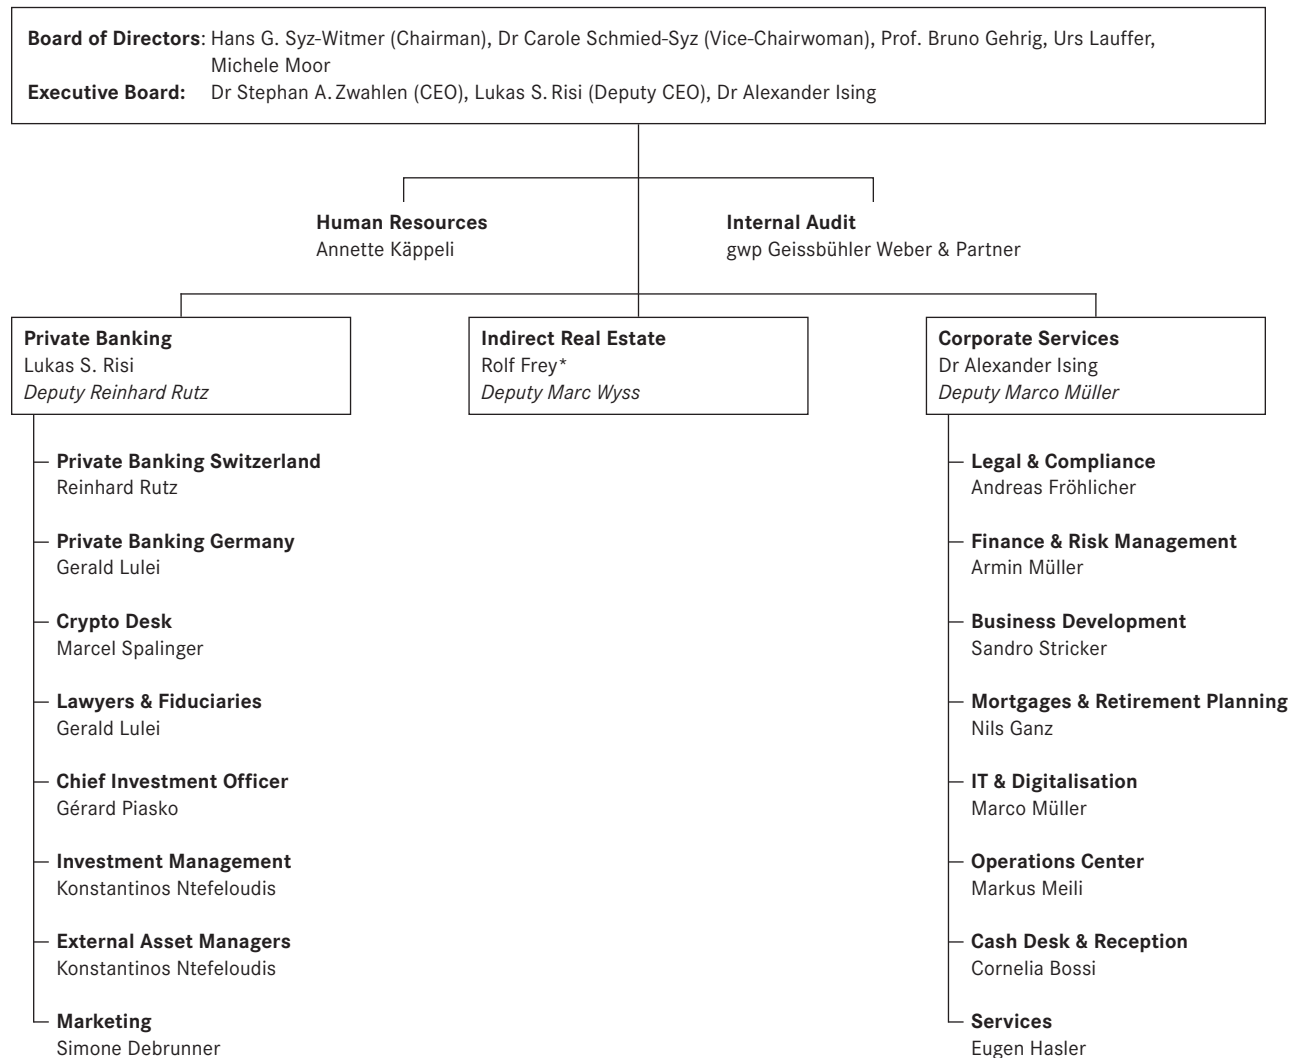 Board of Directors: Hans G. Syz-Witmer (Chairman), Dr Carole Schmied-Syz (Vice-Chairwoman), Prof. Bruno Gehrig, Urs Lauffer,
Michele Moor
Executive Board: Dr Stephan A. Zwahlen (CEO), Lukas S. Risi (Deputy CEO), Dr Alexander Ising
Human Resources
Annette Käppeli
Internal Audit
gwp Geissbühler Weber & Partner
Private Banking
Lukas S. Risi
Deputy Reinhard Rutz
Indirect Real Estate
Rolf Frey*
Deputy Marc Wyss
Corporate Services
Dr Alexander Ising
Deputy Marco Müller
Private Banking Switzerland
Reinhard Rutz
Private Banking Germany
Gerald Lulei
Crypto Desk
Marcel Spalinger
Lawyers & Fiduciaries
Gerald Lulei
Chief Investment Officer
Gérard Piasko
Investment Management
Konstantinos Ntefeloudis
External Asset Managers
Konstantinos Ntefeloudis
Marketing
Simone Debrunner
Legal & Compliance
Andreas Fröhlicher
Finance & Risk Management
Armin Müller
Business Development
Sandro Stricker
Mortgages & Retirement Planning
Nils Ganz
IT & Digitalisation
Marco Müller
Operations Center
Markus Meili
Cash Desk & Reception
Cornelia Bossi
Services
Eugen Hasler